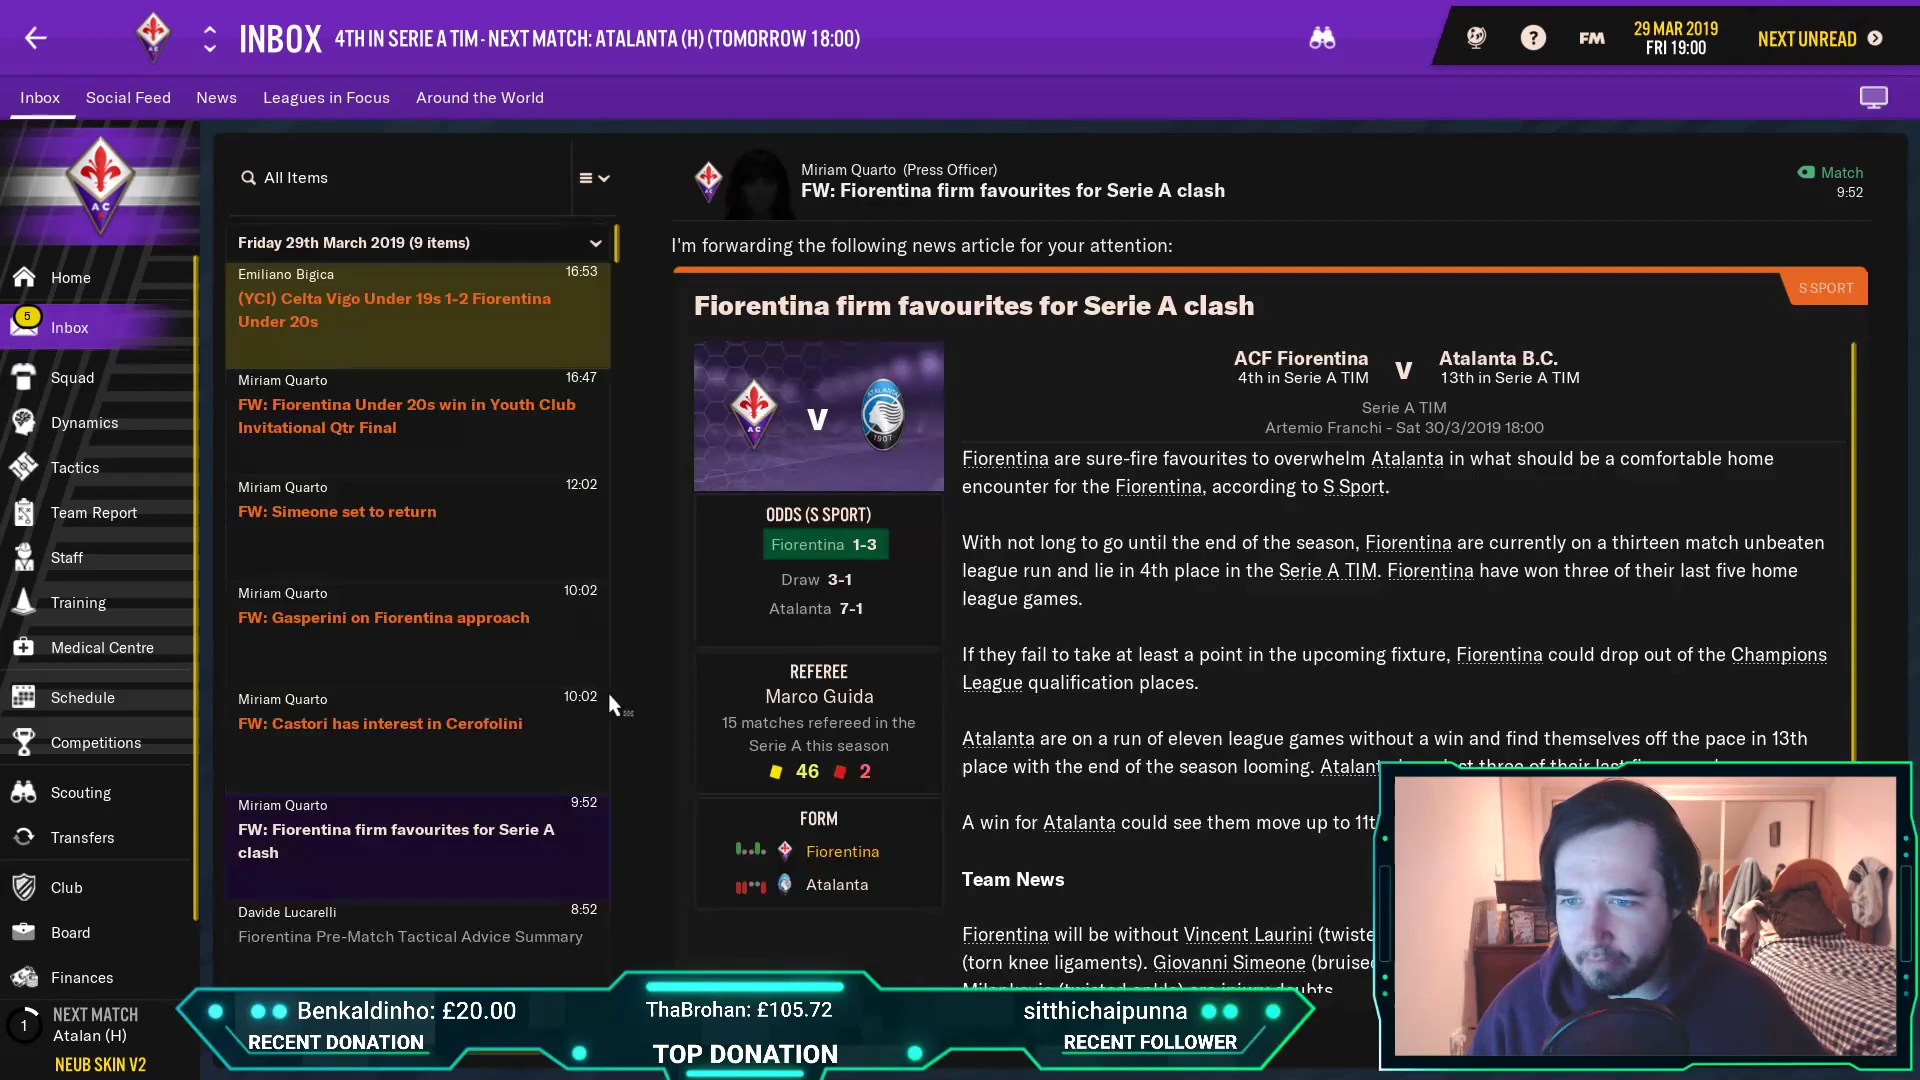 INBOX
4TH IN SERIE A TIM - NEXT MATCH: ATALANTA (H) (TOMORROW 18:00)
FM
29 MAR 2019
FRI 19:00
NEXT UNREAD
Inbox
Social Feed
News
Leagues in Focus
Around the World
AC
Home
5
Inbox
Squad
Dynamics
Tactics
Team Report
Staff
Training
Medical Centre
Schedule
Competitions
Scouting
Transfers
Club
Board
Finances
1
NEXT MATCH
Atalan (H)
NEUB SKIN V2
All Items
Friday 29th March 2019 (9 items)
Emiliano Bigica 16:53
(YCI) Celta Vigo Under 19s 1-2 Fiorentina
Under 20s
Miriam Quarto 16:47
FW: Fiorentina Under 20s win in Youth Club
Invitational Qtr Final
Miriam Quarto 12:02
FW: Simeone set to return
Miriam Quarto 10:02
FW: Gasperini on Fiorentina approach
Miriam Quarto 10:02
FW: Castori has interest in Cerofolini
Miriam Quarto 9:52
FW: Fiorentina firm favourites for Serie A
clash
Davide Lucarelli 8:52
Fiorentina Pre-Match Tactical Advice Summary
Miriam Quarto (Press Officer)
FW: Fiorentina firm favourites for Serie A clash
Match
9:52
I'm forwarding the following news article for your attention:
S SPORT
Fiorentina firm favourites for Serie A clash
AC
V
ATALANTA
1907
ODDS (S SPORT)
Fiorentina 1-3
Draw 3-1
Atalanta 7-1
REFEREE
Marco Guida
15 matches refereed in the
Serie A this season
46 2
FORM
Fiorentina
Atalanta
ACF Fiorentina V Atalanta B.C.
4th in Serie A TIM 13th in Serie A TIM
Serie A TIM
Artemio Franchi - Sat 30/3/2019 18:00
Fiorentina are sure-fire favourites to overwhelm Atalanta in what should be a comfortable home
encounter for the Fiorentina, according to S Sport.
With not long to go until the end of the season, Fiorentina are currently on a thirteen match unbeaten
league run and lie in 4th place in the Serie A TIM. Fiorentina have won three of their last five home
league games.
If they fail to take at least a point in the upcoming fixture, Fiorentina could drop out of the Champions
League qualification places.
Atalanta are on a run of eleven league games without a win and find themselves off the pace in 13th
place with the end of the season looming. three of their last
A win for Atalanta could see them move up to 11t
Team News
Fiorentina will be without Vincent Laurini (twiste
(torn knee ligaments). Giovanni Simeone (bruised
doubts
Benkaldinho: £20.00
RECENT DONATION
ThaBrohan: £105.72
TOP DONATION
sitthichaipunna
RECENT FOLLOWER